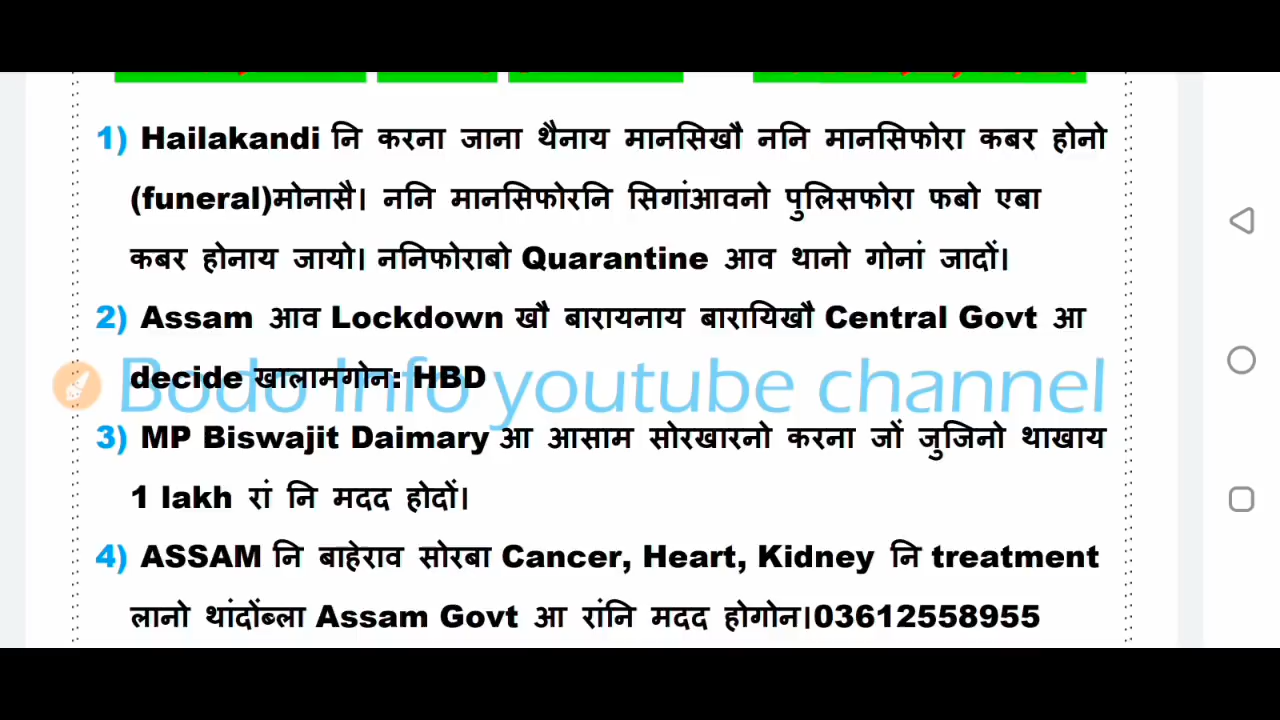 1) Hailakandi नि करना जाना थैनाय मानसिखौ ननि मानसिफोरा कबर होनो
(funeral)मोनासै। ननि मानसिफोरनि सिगांआवनो पुलिसफोरा फबो एबा
कबर होनाय जायो। ननिफोराबो Quarantine आव थानो गोनां जादों।
2) Assam आव Lockdown खौ बारायनाय बारायिखौ Central Govt आ
decide खालामगोन: HBD
Bodo Info youtube channel
3) MP Biswajit Daimary आ आसाम सोरखारनो करना जों जुजिनो थाखाय
1 lakh रां नि मदद होदों।
4) ASSAM नि बाहेराव सोरबा Cancer, Heart, Kidney नि treatment
लानो थांदोंब्ला Assam Govt आ रांनि मदद होगोन।03612558955